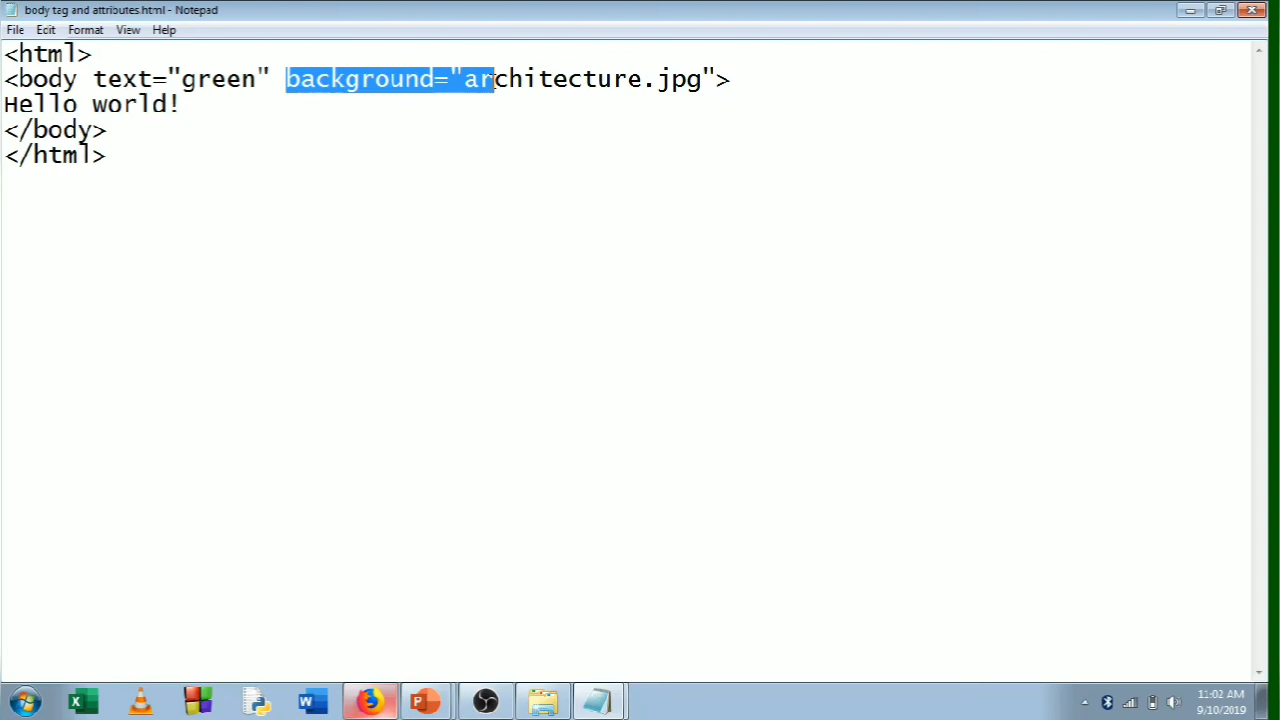 body tag and attributes.html - Notepad
File Edit Format View Help
<html>
<body text="green" background="architecture.jpg">
Hello world!
</body>
</html>
11:02 AM
9/10/2019